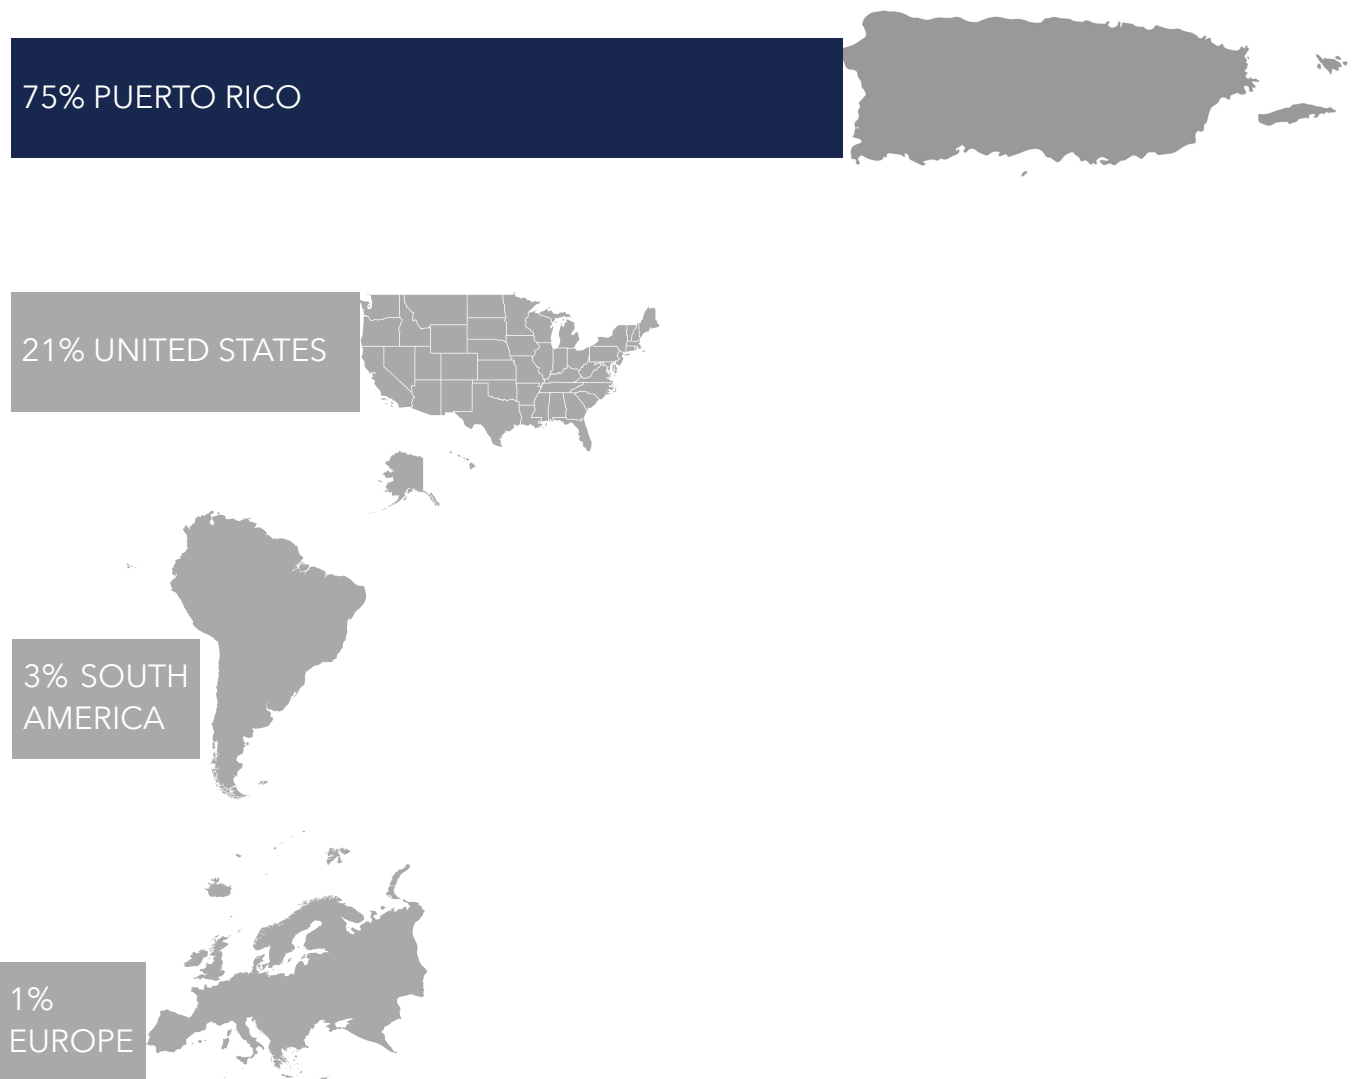 75% PUERTO RICO
21% UNITED STATES
3% SOUTH
AMERICA
1%
EUROPE